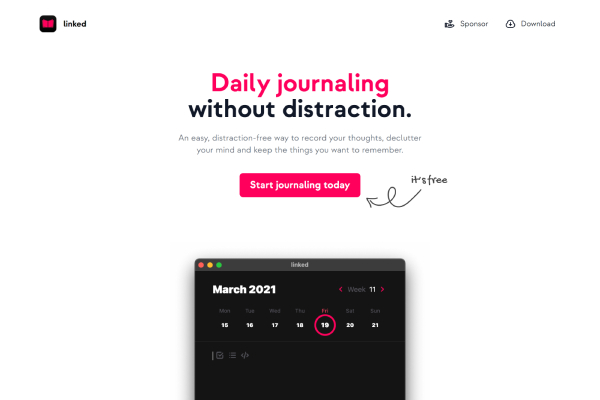 linked
Sponsor
Download
Daily journaling
without distraction.
An easy, distraction-free way to record your thoughts, declutter
your mind and keep the things you want to remember.
Start journaling today
it's free
linked
March 2021
Week 11
Mon Tue Wed Thu Fri Sat Sun
15 16 17 18 19 20 21